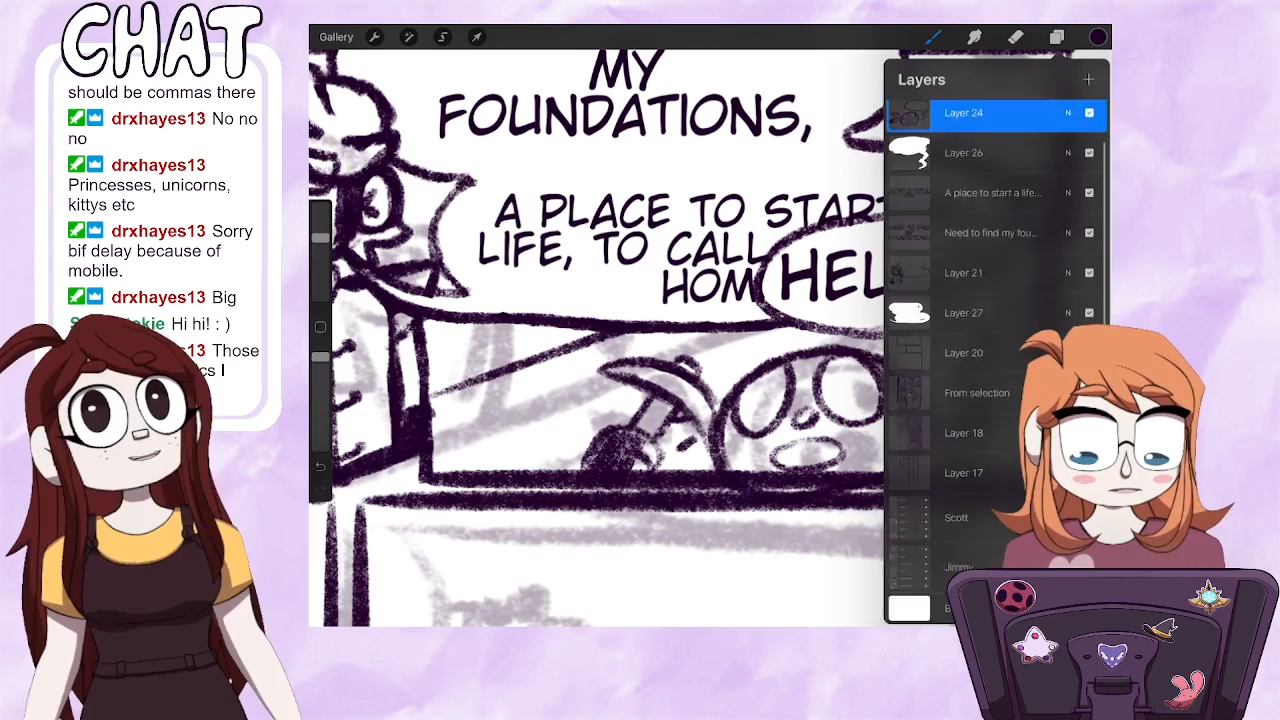 CHAT
should be commas there
drxhayes13 No no
no
drxhayes13
Princesses, unicorns,
kittys etc
drxhayes13 Sorry
bif delay because of
mobile.
drxhayes13 Big
Hi hi! : )
13 Those
cs I
Gallery
MY
FOUNDATIONS,
A PLACE TO START
LIFE, TO CALL
HOM
HEL
Layers
Layer 24 N
Layer 26 N
A place to start a life... N
Need to find my fou... N
Layer 21 N
Layer 27 N
Layer 20
From selection
Layer 18
Layer 17
Scott
Jimmy
B